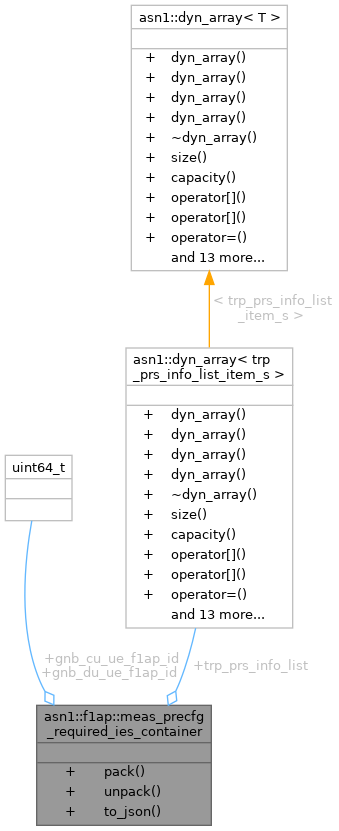 asn1::dyn_array< T >
+ dyn_array()
+ dyn_array()
+ dyn_array()
+ dyn_array()
+ ~dyn_array()
+ size()
+ capacity()
+ operator[]()
+ operator[]()
+ operator=()
and 13 more...
< trp_prs_info_list
_item_s >
asn1::dyn_array< trp
_prs_info_list_item_s >
+ dyn_array()
+ dyn_array()
+ dyn_array()
+ dyn_array()
+ ~dyn_array()
+ size()
+ capacity()
+ operator[]()
+ operator[]()
+ operator=()
and 13 more...
uint64_t
+gnb_cu_ue_f1ap_id
+gnb_du_ue_f1ap_id
+trp_prs_info_list
asn1::f1ap::meas_precfg
_required_ies_container
+ pack()
+ unpack()
+ to_json()